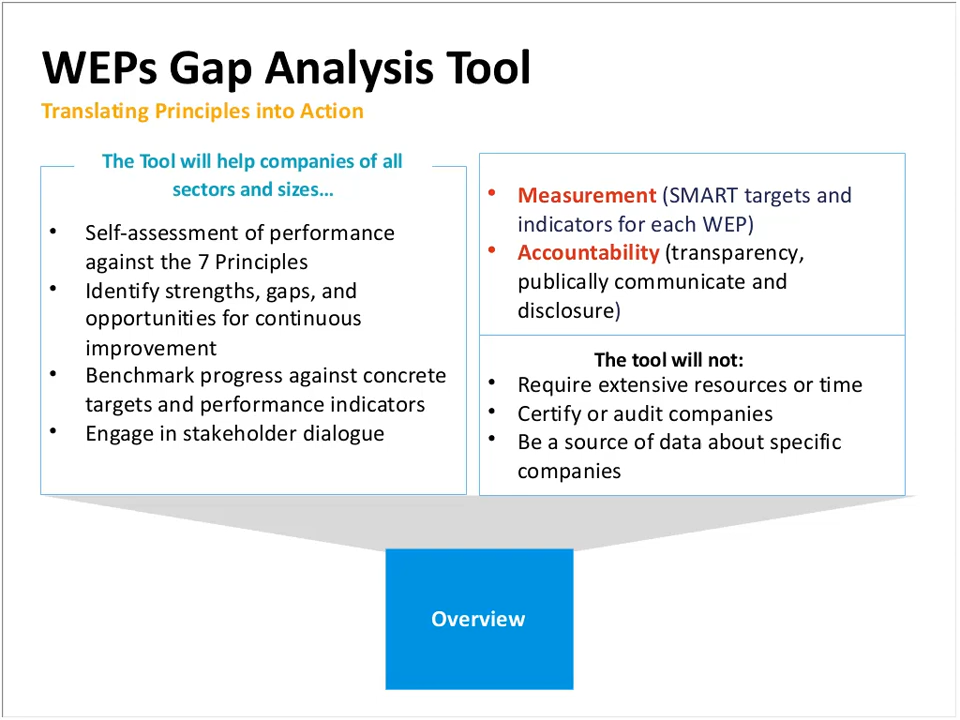 WEPs Gap Analysis Tool
Translating Principles into Action
The Tool will help companies of all
sectors and sizes…
• Self-assessment of performance
against the 7 Principles
• Identify strengths, gaps, and
opportunities for continuous
improvement
• Benchmark progress against concrete
targets and performance indicators
• Engage in stakeholder dialogue
• Measurement (SMART targets and
indicators for each WEP)
• Accountability (transparency,
publically communicate and
disclosure)
The tool will not:
• Require extensive resources or time
• Certify or audit companies
• Be a source of data about specific
companies
Overview